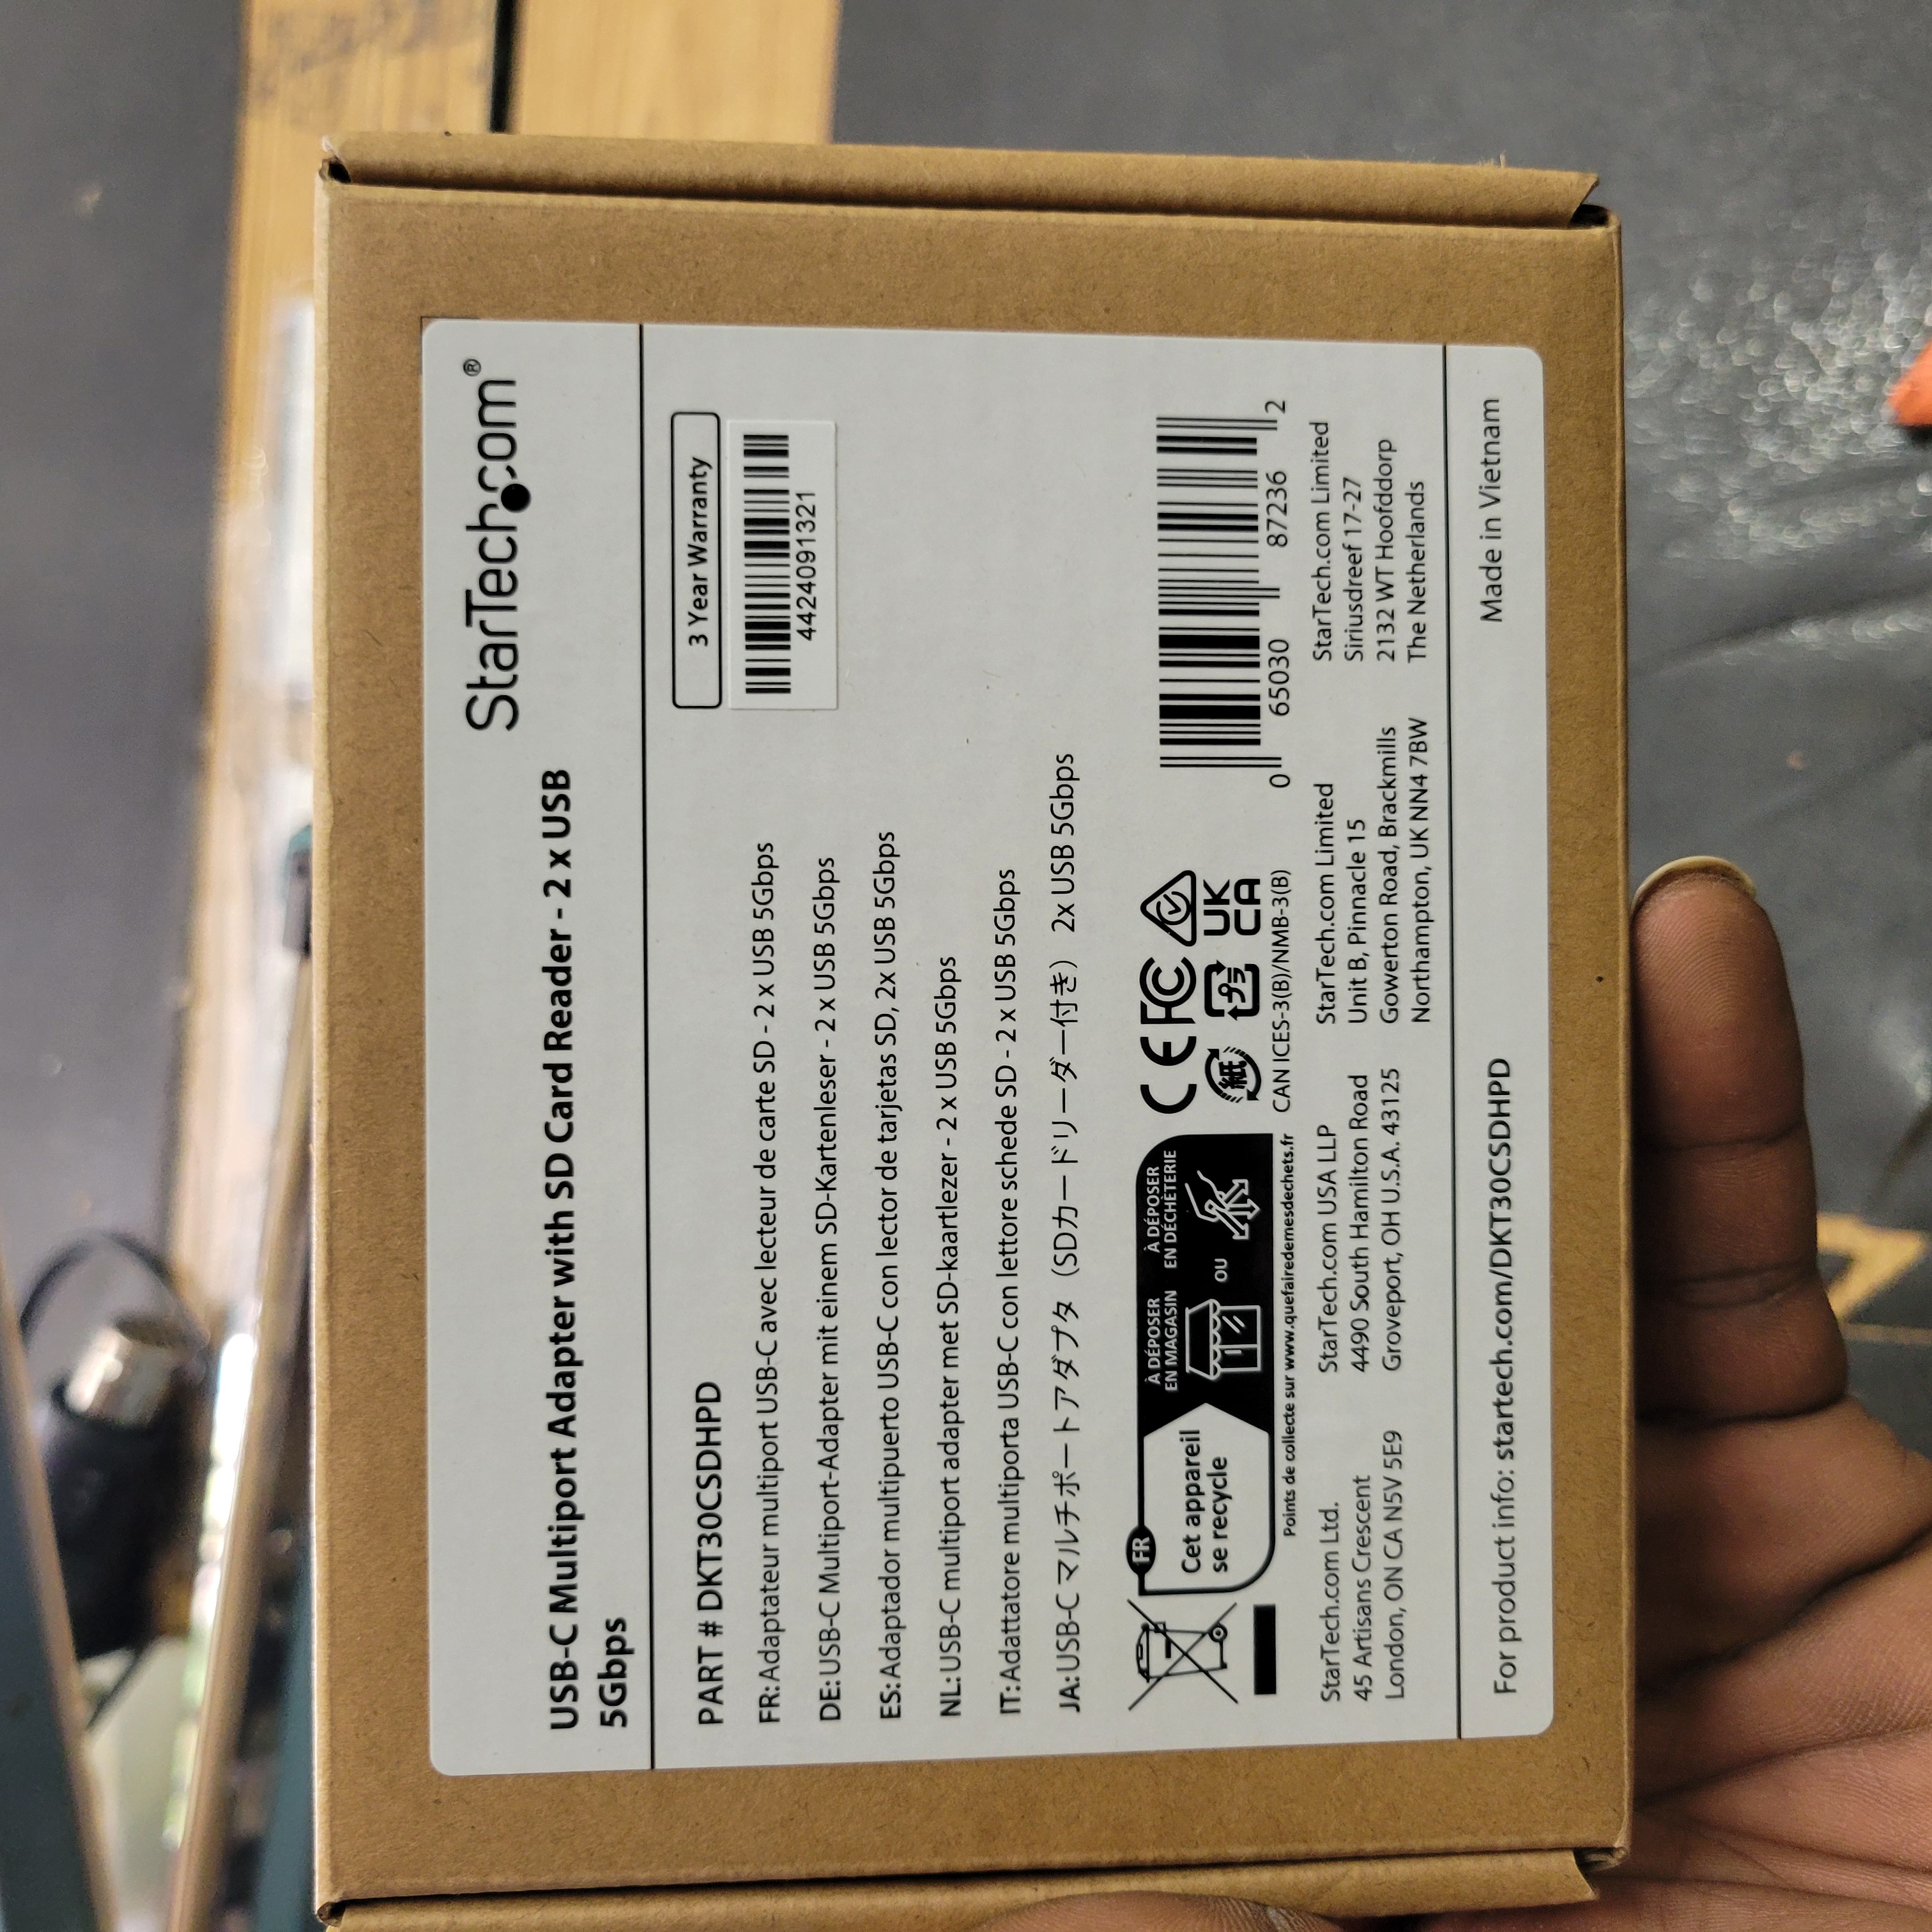 StarTech.com®
USB-C Multiport Adapter with SD Card Reader - 2 x USB
5Gbps
PART # DKT30CSDHPD
3 Year Warranty
44240913121
FR: Adaptateur multiport USB-C avec lecteur de carte SD - 2 x USB 5Gbps
DE: USB-C Multiport-Adapter mit einem SD-Kartenleser - 2 x USB 5Gbps
ES: Adaptador multipuerto USB-C con lector de tarjetas SD, 2x USB 5Gbps
NL: USB-C multiport adapter met SD-kaartlezer - 2 x USB 5Gbps
IT: Adattatore multiporta USB-C con lettore schede SD - 2 x USB 5Gbps
JA: USB-C マルチポートアダプタ（SDカードリーダー付き） 2x USB 5Gbps
FR
Cet appareil
se recycle
À DÉPOSER
EN MAGASIN
OU
À DÉPOSER
EN DÉCHÈTERIE
Points de collecte sur www.quefairedemesdechets.fr
CE FC
紙 プラ UK
CA
CAN ICES-3(B)/NMB-3(B)
0 65030 87236 2
StarTech.com Ltd.
45 Artisans Crescent
London, ON CA N5V 5E9
StarTech.com USA LLP
4490 South Hamilton Road
Groveport, OH U.S.A. 43125
StarTech.com Limited
Unit B, Pinnacle 15
Gowerton Road, Brackmills
Northampton, UK NN4 7BW
StarTech.com Limited
Siriusdreef 17-27
2132 WT Hoofddorp
The Netherlands
For product info: startech.com/DKT30CSDHPD
Made in Vietnam